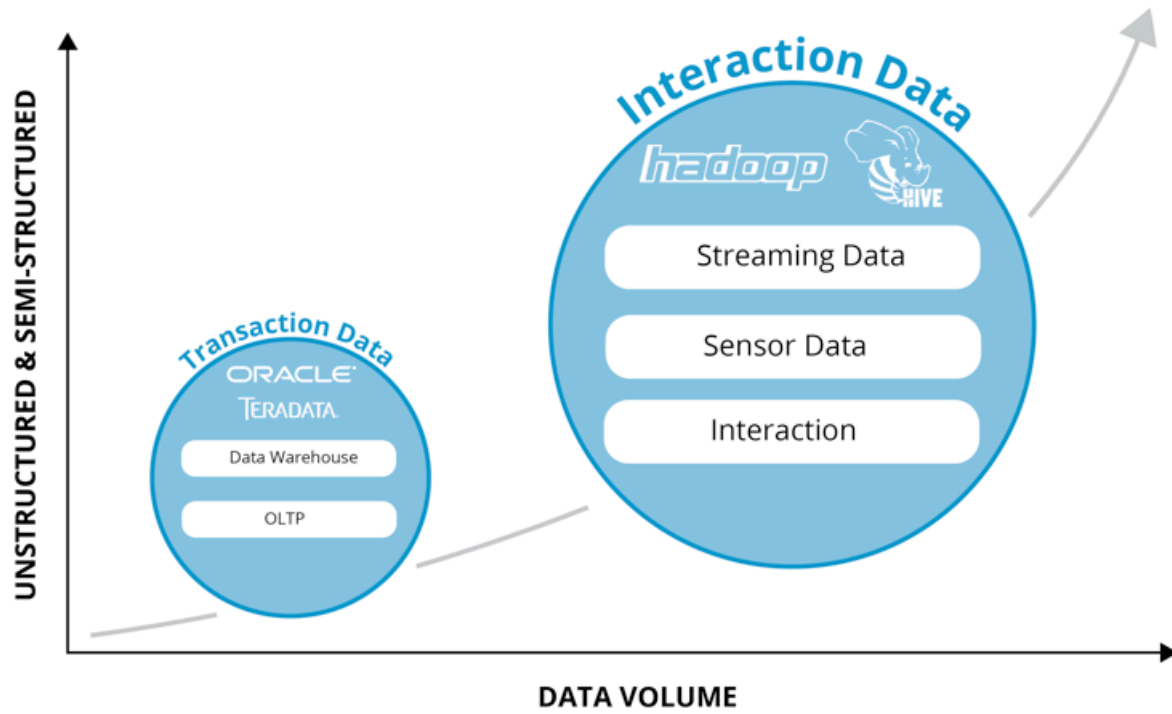 UNSTRUCTURED & SEMI-STRUCTURED
Transaction Data
ORACLE
TERADATA
Data Warehouse
OLTP
Interaction Data
hadoop
HIVE
Streaming Data
Sensor Data
Interaction
DATA VOLUME